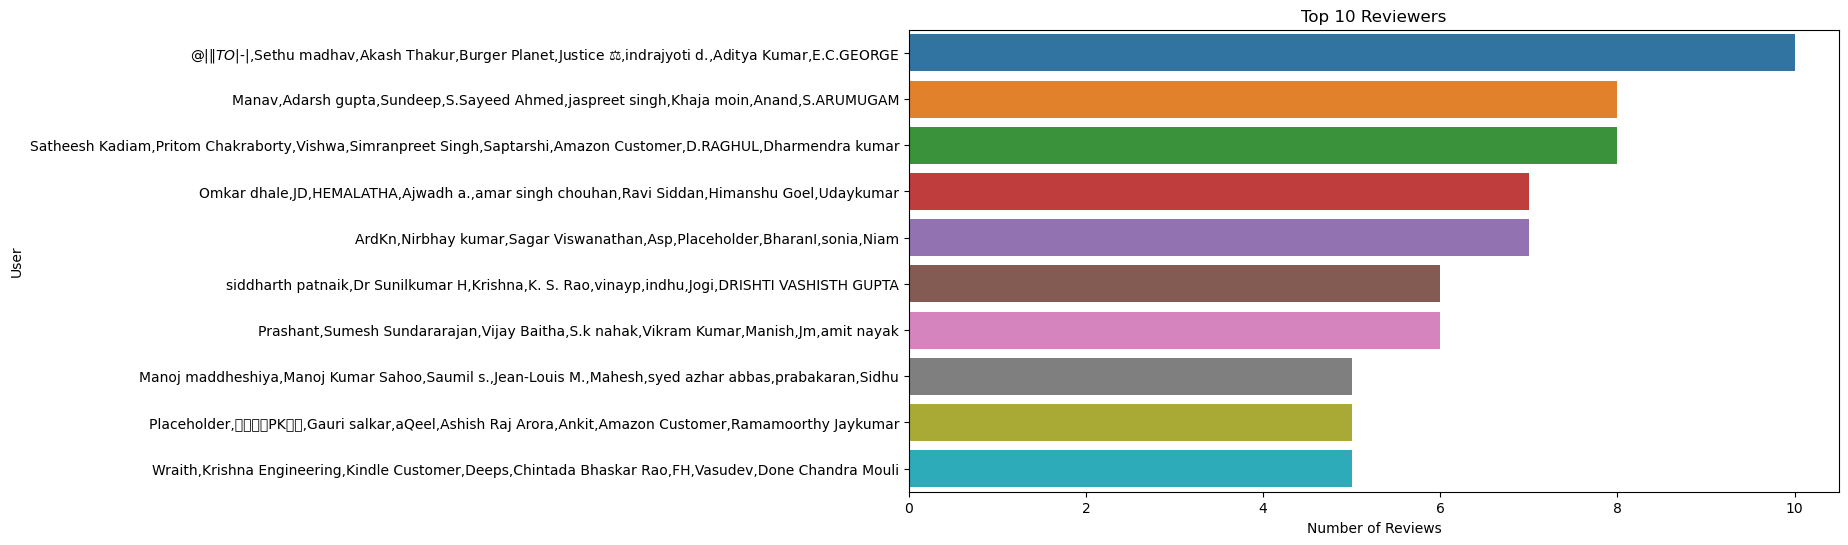 Top 10 Reviewers
@|‖TO|-|,Sethu madhav,Akash Thakur,Burger Planet,Justice ⚖,indrajyoti d.,Aditya Kumar,E.C.GEORGE
Manav,Adarsh gupta,Sundeep,S.Sayeed Ahmed,jaspreet singh,Khaja moin,Anand,S.ARUMUGAM
Satheesh Kadiam,Pritom Chakraborty,Vishwa,Simranpreet Singh,Saptarshi,Amazon Customer,D.RAGHUL,Dharmendra kumar
Omkar dhale,JD,HEMALATHA,Ajwadh a.,amar singh chouhan,Ravi Siddan,Himanshu Goel,Udaykumar
ArdKn,Nirbhay kumar,Sagar Viswanathan,Asp,Placeholder,BharanI,sonia,Niam
siddharth patnaik,Dr Sunilkumar H,Krishna,K. S. Rao,vinayp,indhu,Jogi,DRISHTI VASHISTH GUPTA
Prashant,Sumesh Sundararajan,Vijay Baitha,S.k nahak,Vikram Kumar,Manish,Jm,amit nayak
Manoj maddheshiya,Manoj Kumar Sahoo,Saumil s.,Jean-Louis M.,Mahesh,syed azhar abbas,prabakaran,Sidhu
Placeholder,▯▯▯▯PK▯▯,Gauri salkar,aQeel,Ashish Raj Arora,Ankit,Amazon Customer,Ramamoorthy Jaykumar
Wraith,Krishna Engineering,Kindle Customer,Deeps,Chintada Bhaskar Rao,FH,Vasudev,Done Chandra Mouli
User
0 2 4 6 8 10
Number of Reviews